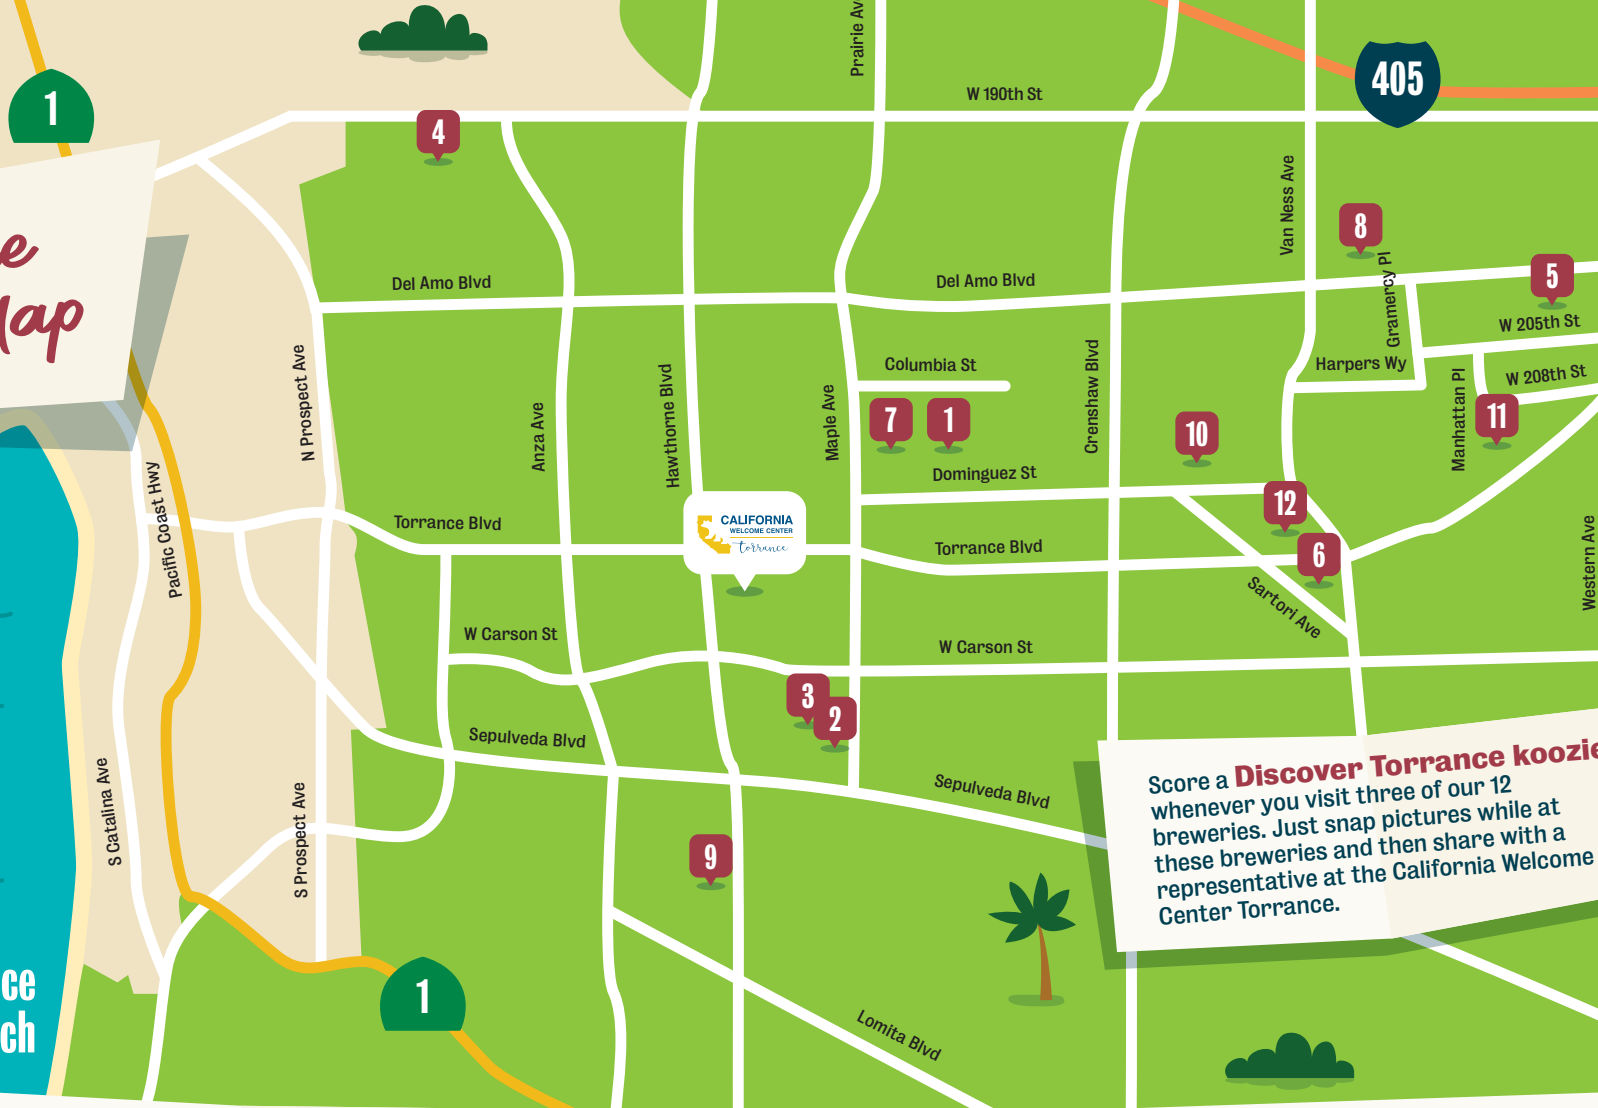 1
405
Prairie Av
W 190th St
4
Van Ness Ave
8
e
Map
Del Amo Blvd
Del Amo Blvd
Gramercy Pl
5
W 205th St
Harpers Wy
W 208th St
N Prospect Ave
Anza Ave
Hawthorne Blvd
Maple Ave
Columbia St
7
1
Crenshaw Blvd
10
Manhattan Pl
11
Dominguez St
12
Pacific Coast Hwy
Torrance Blvd
CALIFORNIA
WELCOME CENTER
torrance
Torrance Blvd
6
Sartori Ave
Western Ave
W Carson St
W Carson St
3
2
Sepulveda Blvd
Sepulveda Blvd
S Catalina Ave
S Prospect Ave
9
Score a Discover Torrance koozie
whenever you visit three of our 12
breweries. Just snap pictures while at
these breweries and then share with a
representative at the California Welcome
Center Torrance.
ce
ch
1
Lomita Blvd